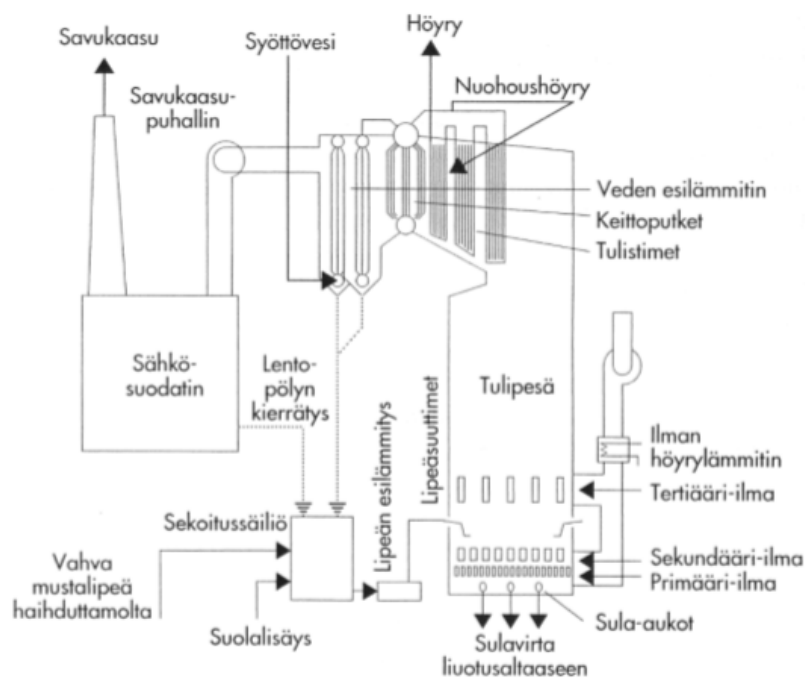 Savukaasu
Syöttövesi
Höyry
Savukaasu-
puhallin
Nuohoushöyry
Veden esilämmitin
Keittoputket
Tulistimet
Sähkö-
suodatin
Lento-
pölyn
kierrätys
Tulipesä
Lipeäsuuttimet
Lipeän esilämmitys
Ilman
höyrylämmitin
Tertiääri-ilma
Sekoitussäiliö
Vahva
mustalipeä
haihduttamolta
Suolalisäys
Sekundääri-ilma
Primääri-ilma
Sula-aukot
Sulavirta
liuotusaltaaseen